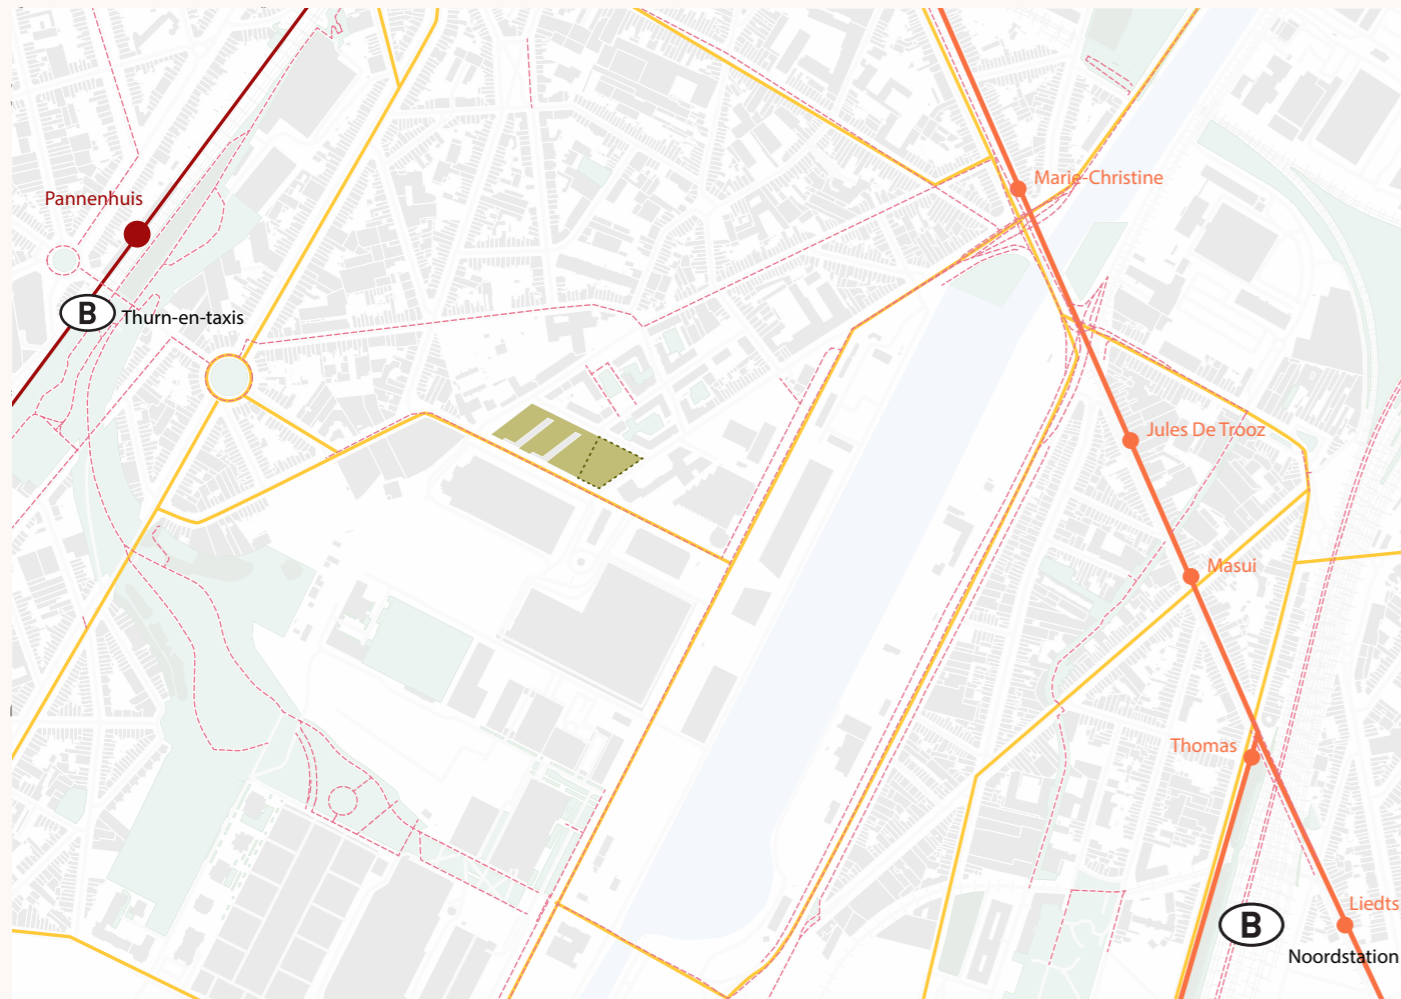 Marie-Christine
Pannenhuis
B
Thurn-en-taxis
Jules De Trooz
Masui
Thomas
Liedts
B
Noordstation